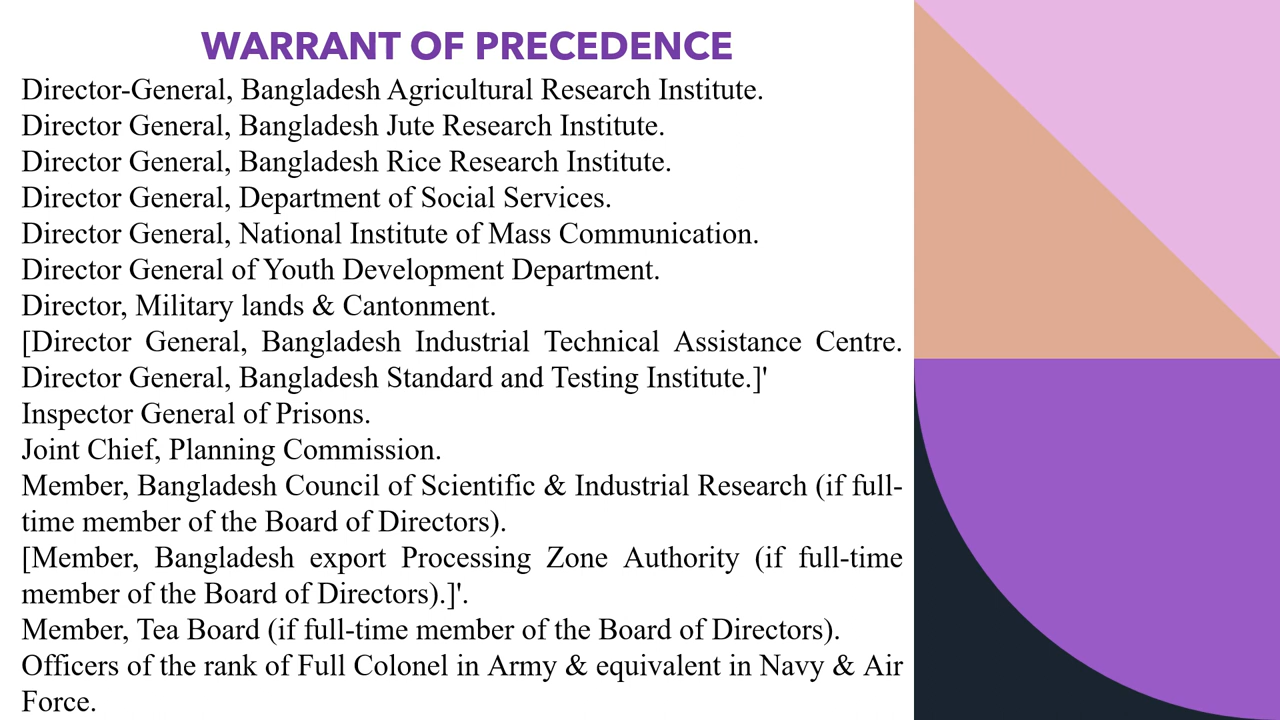 WARRANT OF PRECEDENCE
Director-General, Bangladesh Agricultural Research Institute.
Director General, Bangladesh Jute Research Institute.
Director General, Bangladesh Rice Research Institute.
Director General, Department of Social Services.
Director General, National Institute of Mass Communication.
Director General of Youth Development Department.
Director, Military lands & Cantonment.
[Director General, Bangladesh Industrial Technical Assistance Centre.
Director General, Bangladesh Standard and Testing Institute.]'
Inspector General of Prisons.
Joint Chief, Planning Commission.
Member, Bangladesh Council of Scientific & Industrial Research (if full-
time member of the Board of Directors).
[Member, Bangladesh export Processing Zone Authority (if full-time
member of the Board of Directors).]'.
Member, Tea Board (if full-time member of the Board of Directors).
Officers of the rank of Full Colonel in Army & equivalent in Navy & Air
Force.